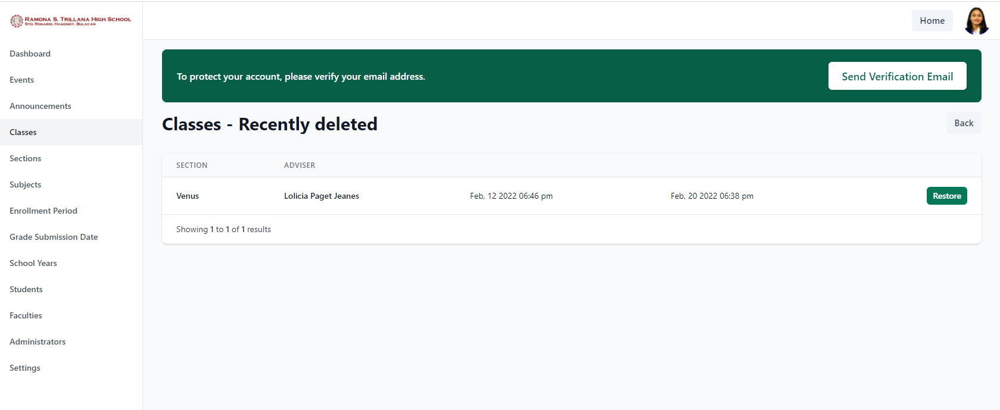 RAMONA S. TRILLANA HIGH SCHOOL
STO. ROSARIO, HAGONOY, BULACAN
Home
Dashboard
Events
Announcements
Classes
Sections
Subjects
Enrollment Period
Grade Submission Date
School Years
Students
Faculties
Administrators
Settings
To protect your account, please verify your email address.
Send Verification Email
Classes - Recently deleted
Back
SECTION ADVISER
Venus Lolicia Paget Jeanes Feb, 12 2022 06:46 pm Feb, 20 2022 06:38 pm Restore
Showing 1 to 1 of 1 results